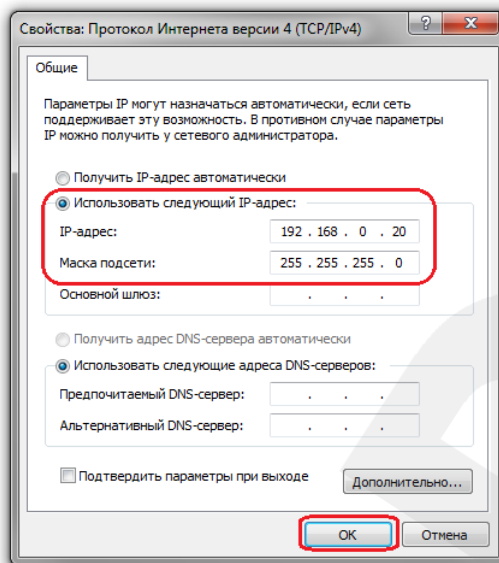 Свойства: Протокол Интернета версии 4 (TCP/IPv4)
Общие
Параметры IP могут назначаться автоматически, если сеть
поддерживает эту возможность. В противном случае параметры
IP можно получить у сетевого администратора.
Получить IP-адрес автоматически
Использовать следующий IP-адрес:
IP-адрес: 192 . 168 . 0 . 20
Маска подсети: 255 . 255 . 255 . 0
Основной шлюз: . . .
Получить адрес DNS-сервера автоматически
Использовать следующие адреса DNS-серверов:
Предпочитаемый DNS-сервер: . . .
Альтернативный DNS-сервер: . . .
Подтвердить параметры при выходе
Дополнительно...
ОК Отмена